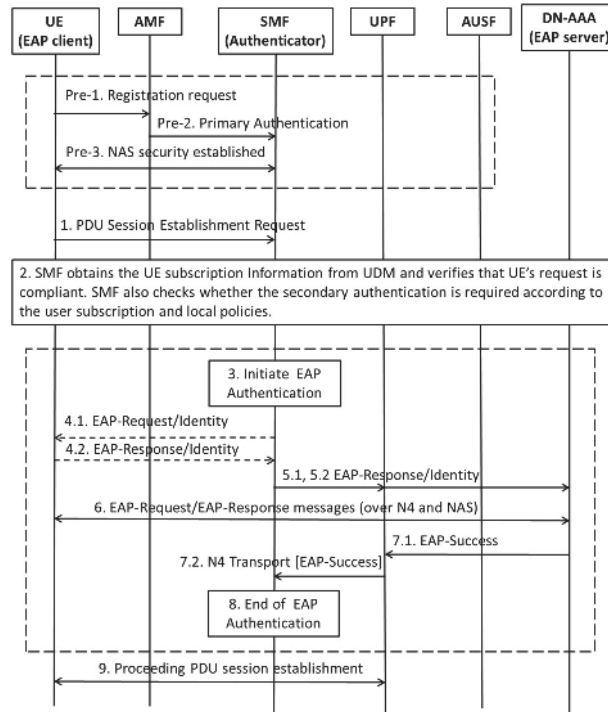 UE
(EAP client)
AMF
SMF
(Authenticator)
UPF
AUSF
DN-AAA
(EAP server)
Pre-1. Registration request
Pre-2. Primary Authentication
Pre-3. NAS security established
1. PDU Session Establishment Request
2. SMF obtains the UE subscription Information from UDM and verifies that UE's request is
compliant. SMF also checks whether the secondary authentication is required according to
the user subscription and local policies.
3. Initiate EAP
Authentication
4.1. EAP-Request/Identity
4.2. EAP-Response/Identity
5.1, 5.2 EAP-Response/Identity
6. EAP-Request/EAP-Response messages (over N4 and NAS)
7.1. EAP-Success
7.2. N4 Transport [EAP-Success]
8. End of EAP
Authentication
9. Proceeding PDU session establishment